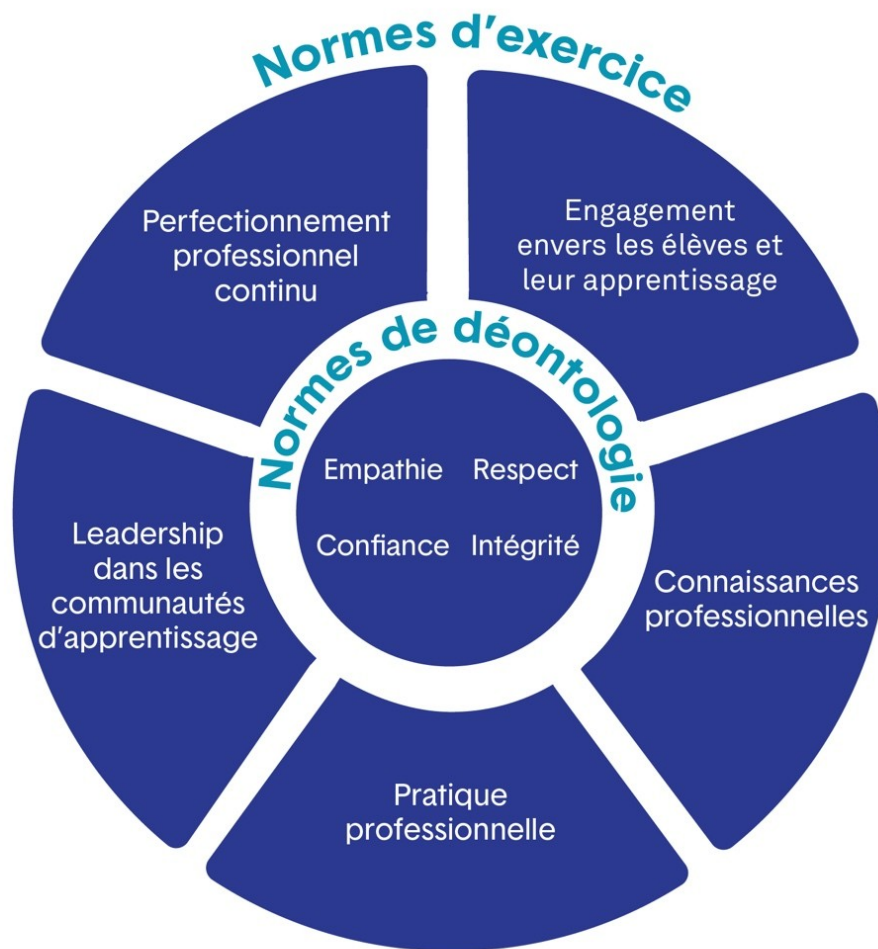 Normes d’exercice
Perfectionnement
professionnel
continu
Engagement
envers les élèves et
leur apprentissage
Normes de déontologie
Empathie Respect
Confiance Intégrité
Leadership
dans les
communautés
d’apprentissage
Connaissances
professionnelles
Pratique
professionnelle